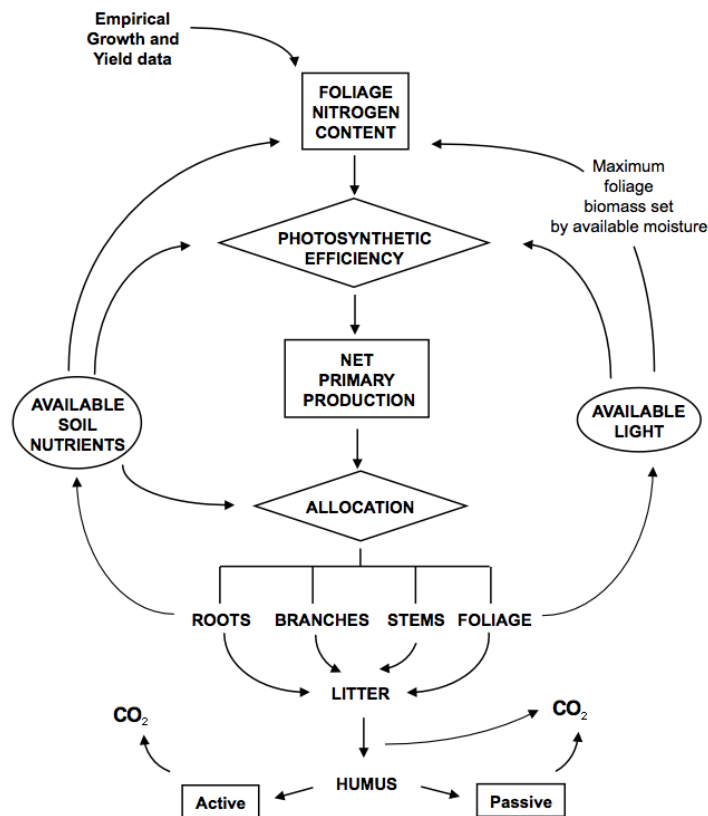 Empirical
Growth and
Yield data
FOLIAGE
NITROGEN
CONTENT
Maximum
foliage
biomass set
by available moisture
PHOTOSYNTHETIC
EFFICIENCY
NET
PRIMARY
PRODUCTION
AVAILABLE
SOIL
NUTRIENTS
AVAILABLE
LIGHT
ALLOCATION
ROOTS BRANCHES STEMS FOLIAGE
LITTER
CO₂
CO₂
HUMUS
Active
Passive